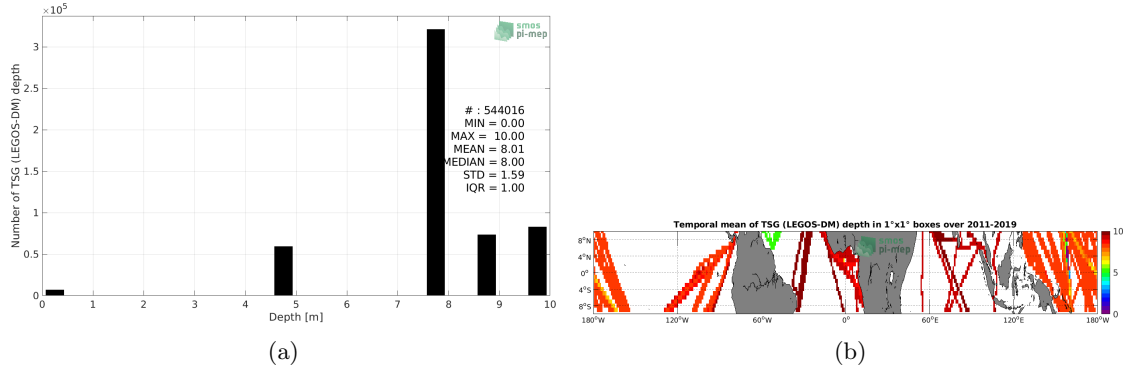 ×10⁵
smos
pi-mep
3
2.5
2
1.5
1
0.5
0
Number of TSG (LEGOS-DM) depth
# : 544016
MIN = 0.00
MAX = 10.00
MEAN = 8.01
MEDIAN = 8.00
STD = 1.59
IQR = 1.00
0 1 2 3 4 5 6 7 8 9 10
Depth [m]
(a)
Temporal mean of TSG (LEGOS-DM) depth in 1°x1° boxes over 2011-2019
smos
pi-mep
8°N
4°N
0°
4°S
8°S
180°W 120°W 60°W 0° 60°E 120°E 180°W
10
5
0
(b)